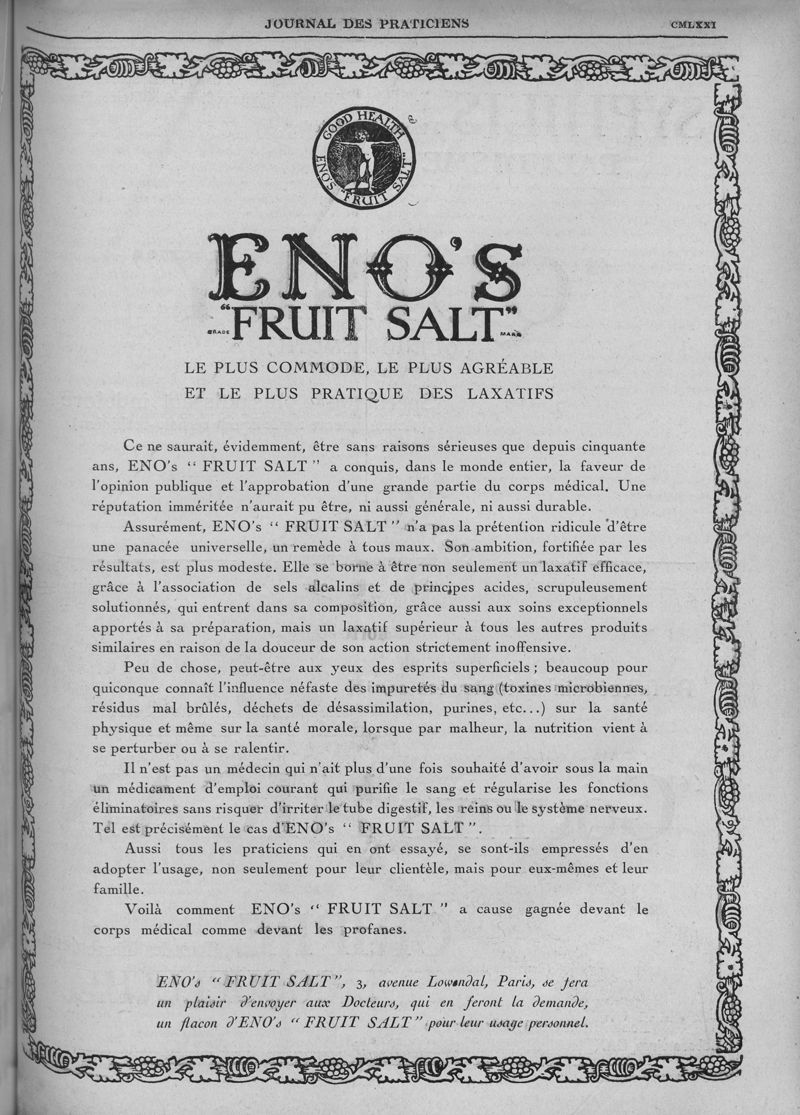 JOURNAL DES PRATICIENS
CMLXXI
GOOD HEALTH
ENO'S "FRUIT SALT"
ENO'S
"FRUIT SALT"
TRADE MARK
LE PLUS COMMODE, LE PLUS AGRÉABLE
ET LE PLUS PRATIQUE DES LAXATIFS
Ce ne saurait, évidemment, être sans raisons sérieuses que depuis cinquante
ans, ENO's “ FRUIT SALT ” a conquis, dans le monde entier, la faveur de
l'opinion publique et l'approbation d'une grande partie du corps médical. Une
réputation imméritée n'aurait pu être, ni aussi générale, ni aussi durable.
Assurément, ENO's “ FRUIT SALT ” n'a pas la prétention ridicule d'être
une panacée universelle, un remède à tous maux. Son ambition, fortifiée par les
résultats, est plus modeste. Elle se borne à être non seulement un laxatif efficace,
grâce à l'association de sels alcalins et de principes acides, scrupuleusement
solutionnés, qui entrent dans sa composition, grâce aussi aux soins exceptionnels
apportés à sa préparation, mais un laxatif supérieur à tous les autres produits
similaires en raison de la douceur de son action strictement inoffensive.
Peu de chose, peut-être aux yeux des esprits superficiels ; beaucoup pour
quiconque connaît l'influence néfaste des impuretés du sang (toxines microbiennes,
résidus mal brûlés, déchets de désassimilation, purines, etc...) sur la santé
physique et même sur la santé morale, lorsque par malheur, la nutrition vient à
se perturber ou à se ralentir.
Il n'est pas un médecin qui n'ait plus d'une fois souhaité d'avoir sous la main
un médicament d'emploi courant qui purifie le sang et régularise les fonctions
éliminatoires sans risquer d'irriter le tube digestif, les reins ou le système nerveux.
Tel est précisément le cas d'ENO's “ FRUIT SALT ”.
Aussi tous les praticiens qui en ont essayé, se sont-ils empressés d'en
adopter l'usage, non seulement pour leur clientèle, mais pour eux-mêmes et leur
famille.
Voilà comment ENO's “ FRUIT SALT ” a cause gagnée devant le
corps médical comme devant les profanes.
ENO's “ FRUIT SALT ”, 3, avenue Lowendal, Paris, se fera
un plaisir d'envoyer aux Docteurs, qui en feront la demande,
un flacon d'ENO's “ FRUIT SALT ” pour leur usage personnel.